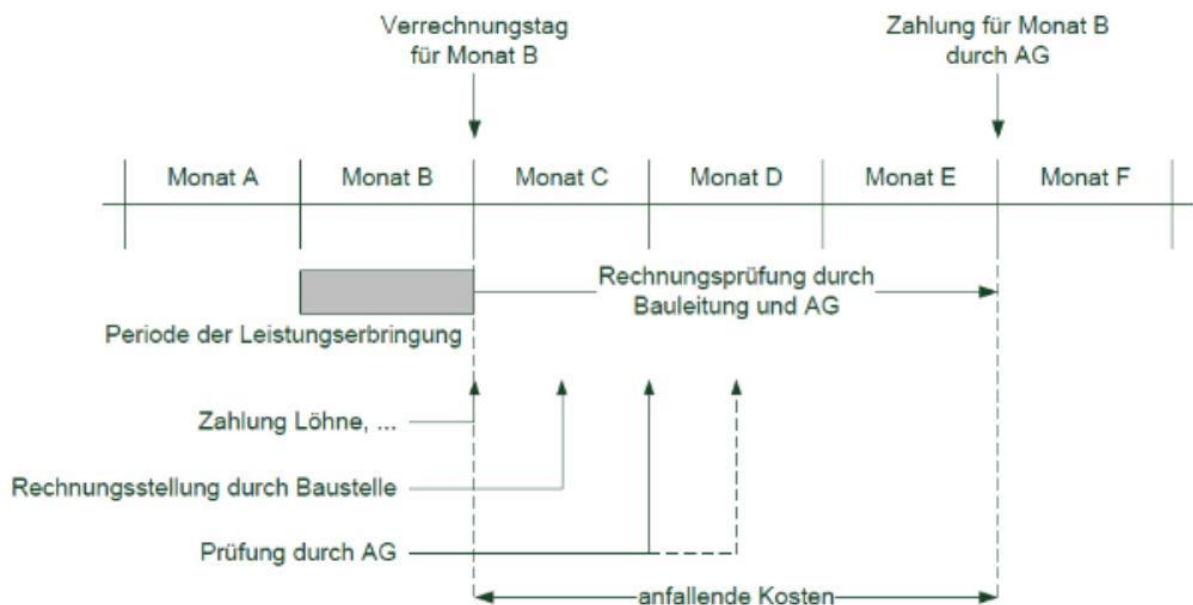 Verrechnungstag
für Monat B
Zahlung für Monat B
durch AG
Monat A
Monat B
Monat C
Monat D
Monat E
Monat F
Rechnungsprüfung durch
Bauleitung und AG
Periode der Leistungserbringung
Zahlung Löhne, ...
Rechnungsstellung durch Baustelle
Prüfung durch AG
anfallende Kosten